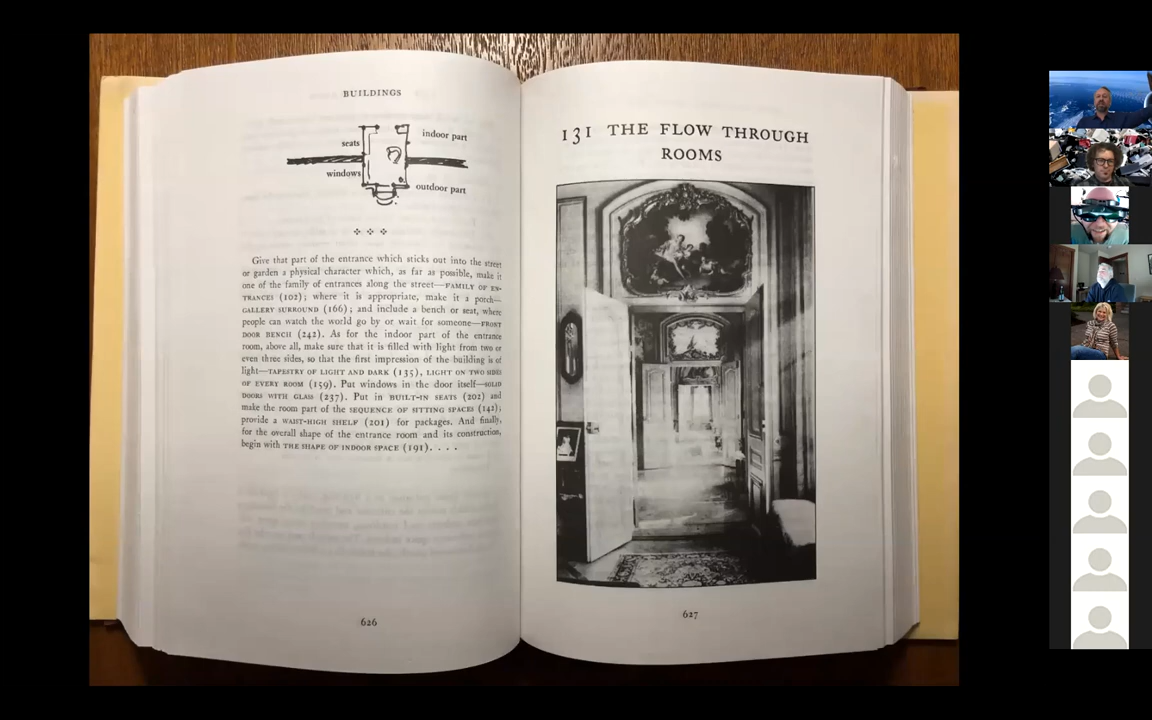 BUILDINGS
indoor part
seats
windows
outdoor part
Give that part of the entrance which sticks out into the street
or garden a physical character which, as far as possible, make it
one of the family of entrances along the street—FAMILY OF EN-
TRANCES (102); where it is appropriate, make it a porch—
GALLERY SURROUND (166); and include a bench or seat, where
people can watch the world go by or wait for someone—FRONT
DOOR BENCH (242). As for the indoor part of the entrance
room, above all, make sure that it is filled with light from two or
even three sides, so that the first impression of the building is of
light—TAPESTRY OF LIGHT AND DARK (135), LIGHT ON TWO SIDES
OF EVERY ROOM (159). Put windows in the door itself—SOLID
DOORS WITH GLASS (237). Put in BUILT-IN SEATS (202) and
make the room part of the SEQUENCE OF SITTING SPACES (142);
provide a WAIST-HIGH SHELF (201) for packages. And finally,
for the overall shape of the entrance room and its construction,
begin with THE SHAPE OF INDOOR SPACE (191). . . .
626
131 THE FLOW THROUGH
ROOMS
627